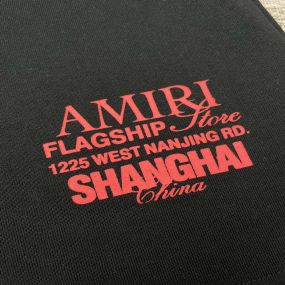 AMIRI
FLAGSHIP Store
1225 WEST NANJING RD.
SHANGHAI
China